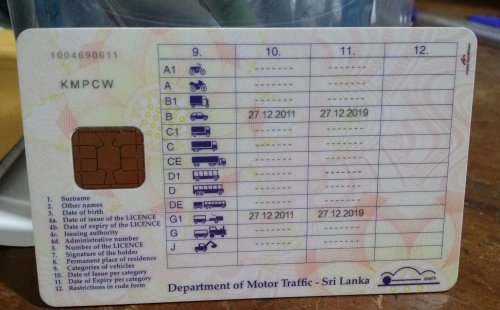 1004690611
KMPCW
9. 10. 11. 12.
A1 -------- --------
A -------- --------
B1 -------- --------
B 27.12.2011 27.12.2019
C1 -------- --------
C -------- --------
CE -------- --------
D1 -------- --------
D -------- --------
DE -------- --------
G1 27.12.2011 27.12.2019
G -------- --------
J -------- --------
1. Surname
2. Other names
3. Date of birth
4a. Date of issue of the LICENCE
4b. Date of expiry of the LICENCE
4c. Issuing authority
4d. Administrative number
5. Number of the LICENCE
7. Signature of the holder
8. Permanent place of residence
9. Categories of vehicles
10. Date of Issue per category
11. Date of Expiry per category
12. Restrictions in code form
Department of Motor Traffic - Sri Lanka
DMT